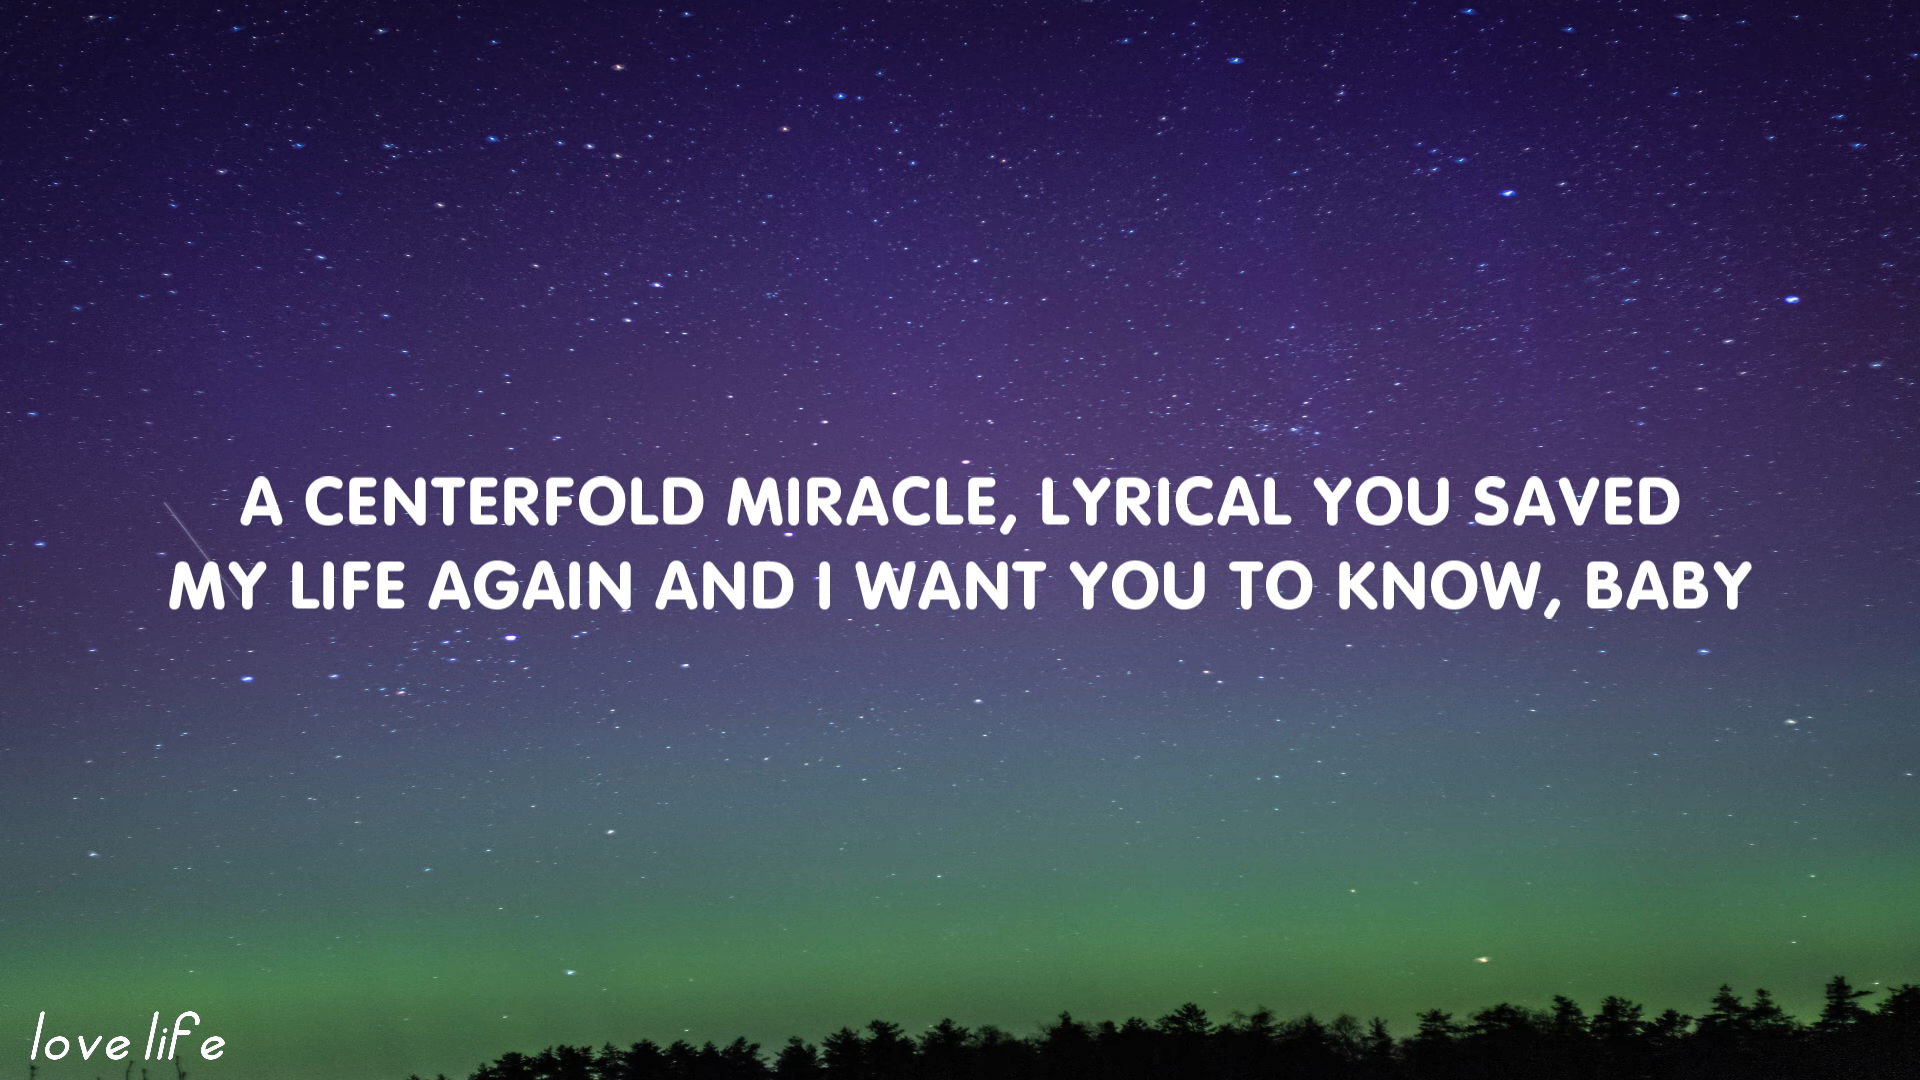 A CENTERFOLD MIRACLE, LYRICAL YOU SAVED
MY LIFE AGAIN AND I WANT YOU TO KNOW, BABY
love life